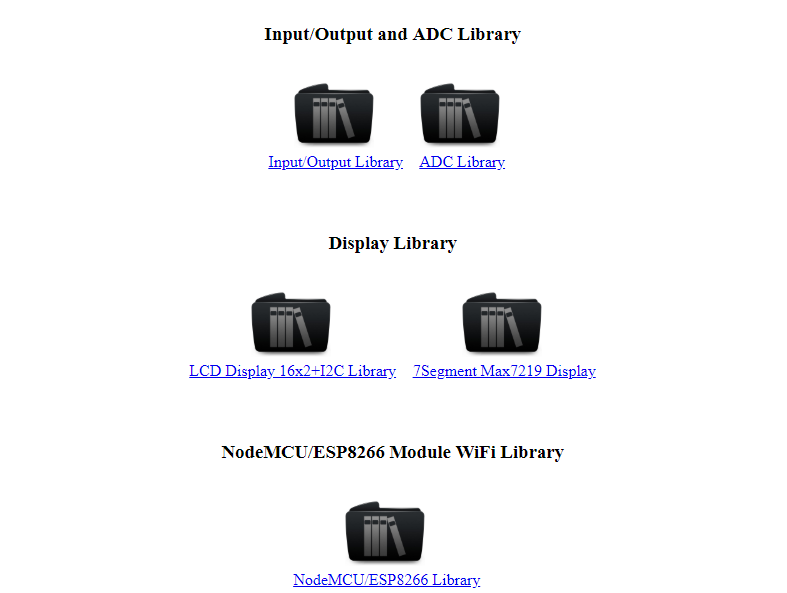 Input/Output and ADC Library
Input/Output Library ADC Library
Display Library
LCD Display 16x2+I2C Library 7Segment Max7219 Display
NodeMCU/ESP8266 Module WiFi Library
NodeMCU/ESP8266 Library